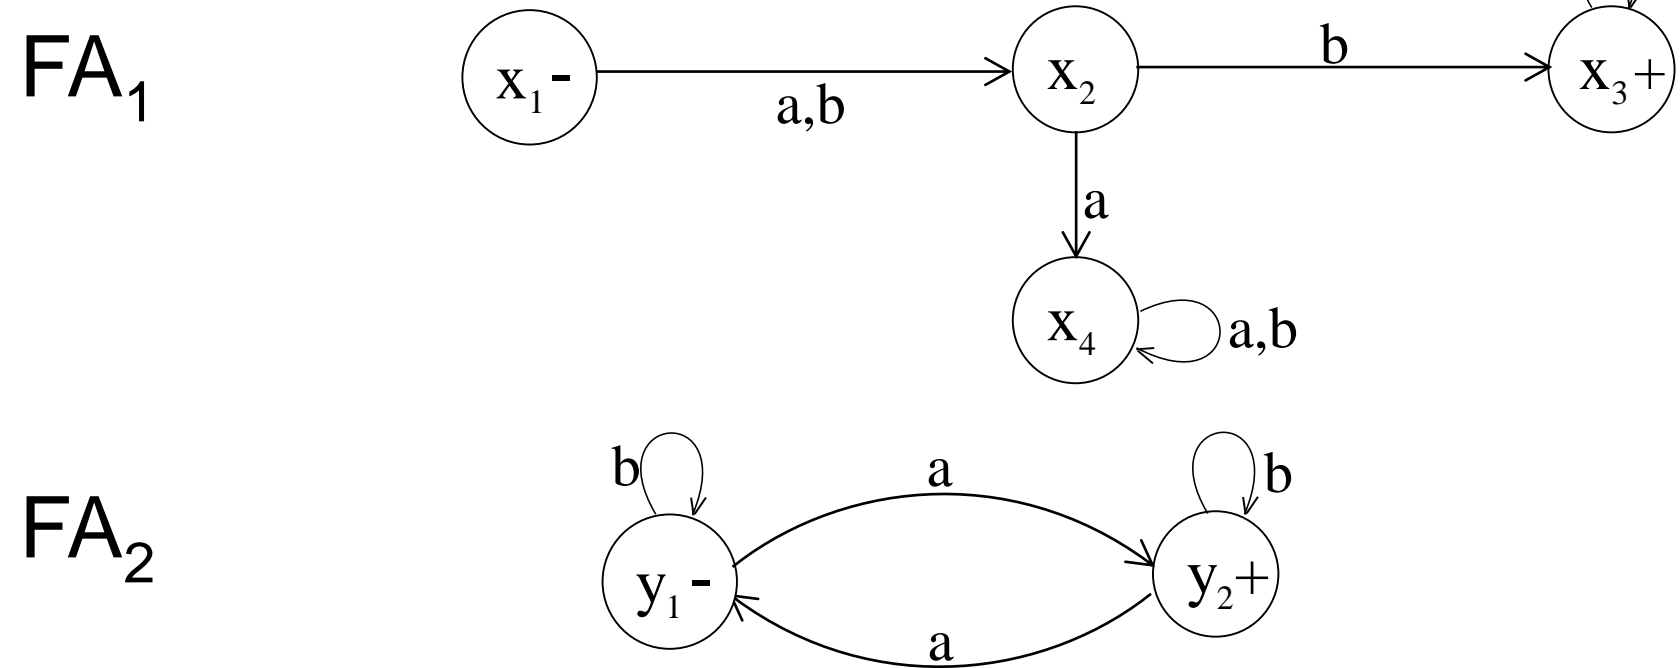 FA₁
x₁-
a,b
x₂
b
x₃+
a
x₄
a,b
FA₂
b
y₁-
a
a
b
y₂+